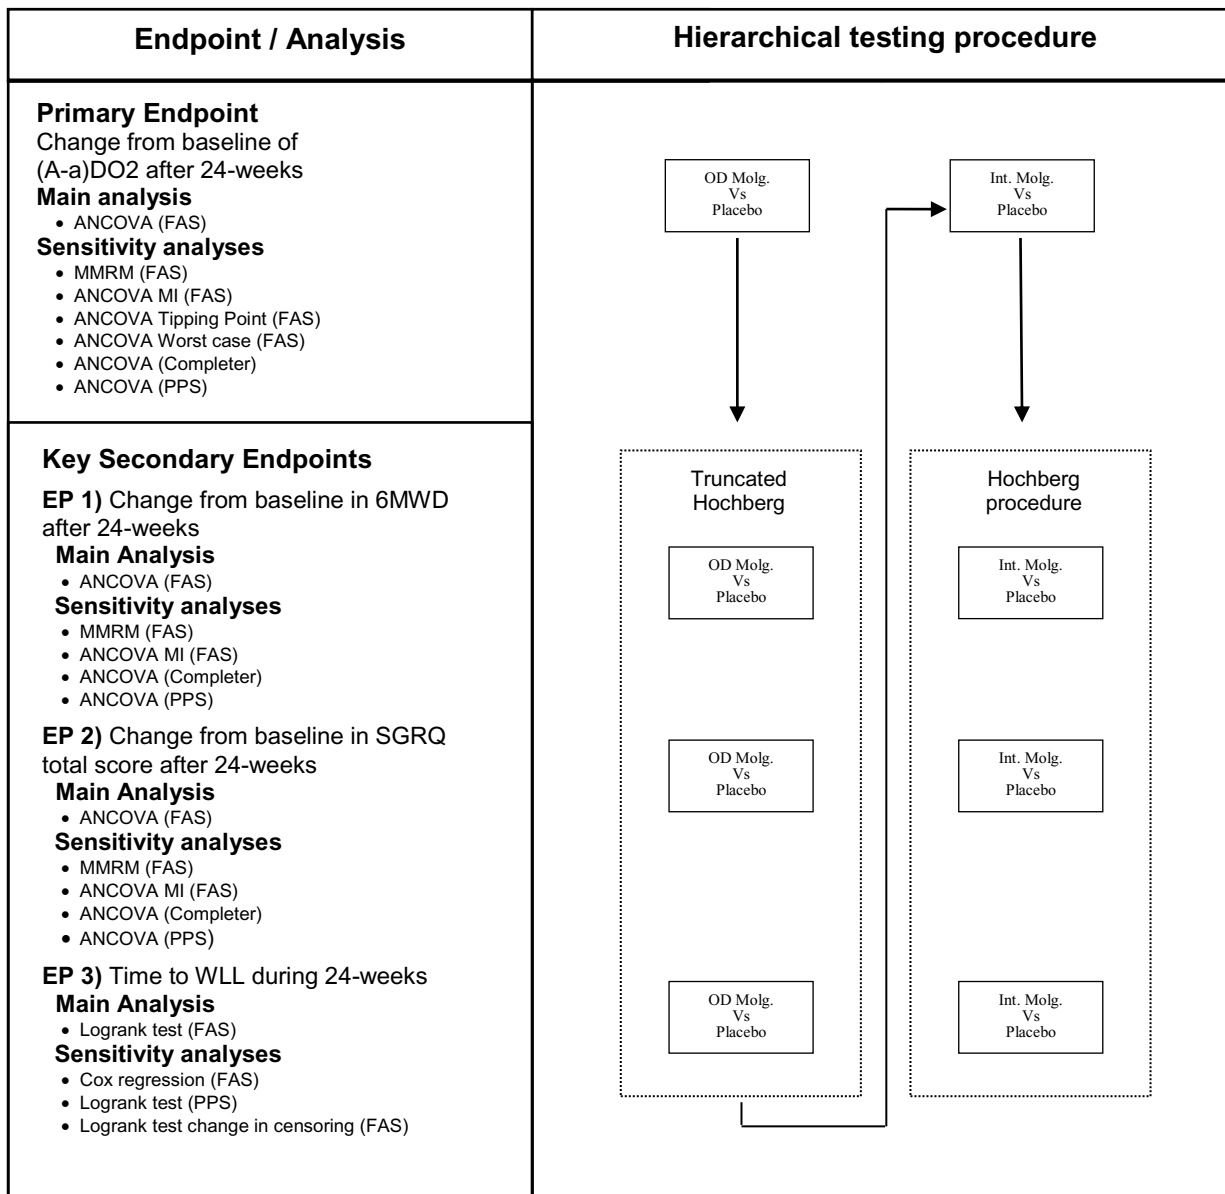 Endpoint / Analysis
Hierarchical testing procedure
Primary Endpoint
Change from baseline of
(A-a)DO2 after 24-weeks
Main analysis
• ANCOVA (FAS)
Sensitivity analyses
• MMRM (FAS)
• ANCOVA MI (FAS)
• ANCOVA Tipping Point (FAS)
• ANCOVA Worst case (FAS)
• ANCOVA (Completer)
• ANCOVA (PPS)
OD Molg.
Vs
Placebo
Int. Molg.
Vs
Placebo
Key Secondary Endpoints
EP 1) Change from baseline in 6MWD
after 24-weeks
Main Analysis
• ANCOVA (FAS)
Sensitivity analyses
• MMRM (FAS)
• ANCOVA MI (FAS)
• ANCOVA (Completer)
• ANCOVA (PPS)
EP 2) Change from baseline in SGRQ
total score after 24-weeks
Main Analysis
• ANCOVA (FAS)
Sensitivity analyses
• MMRM (FAS)
• ANCOVA MI (FAS)
• ANCOVA (Completer)
• ANCOVA (PPS)
EP 3) Time to WLL during 24-weeks
Main Analysis
• Logrank test (FAS)
Sensitivity analyses
• Cox regression (FAS)
• Logrank test (PPS)
• Logrank test change in censoring (FAS)
Truncated
Hochberg
OD Molg.
Vs
Placebo
OD Molg.
Vs
Placebo
OD Molg.
Vs
Placebo
Hochberg
procedure
Int. Molg.
Vs
Placebo
Int. Molg.
Vs
Placebo
Int. Molg.
Vs
Placebo